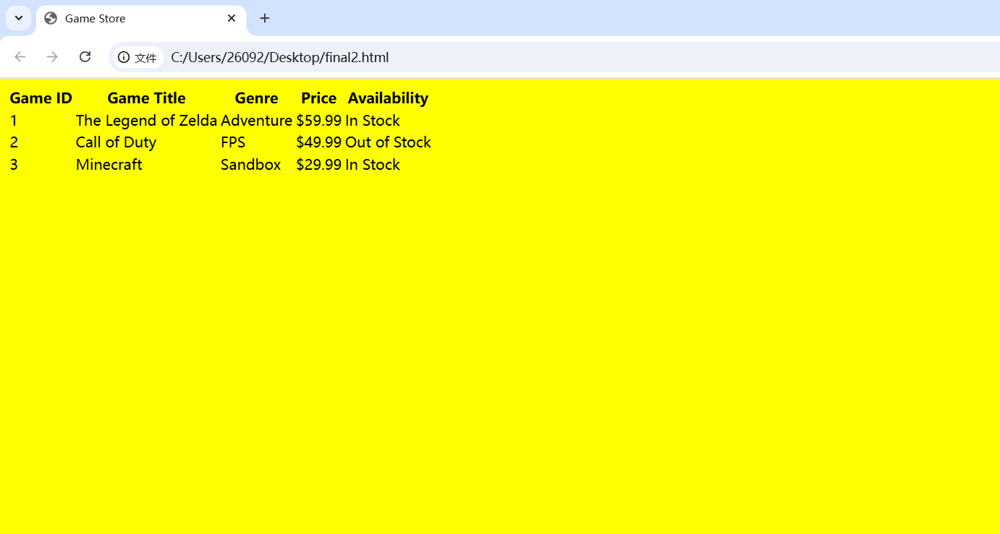 Game Store
文件 C:/Users/26092/Desktop/final2.html
Game ID Game Title Genre Price Availability
1 The Legend of Zelda Adventure $59.99 In Stock
2 Call of Duty FPS $49.99 Out of Stock
3 Minecraft Sandbox $29.99 In Stock